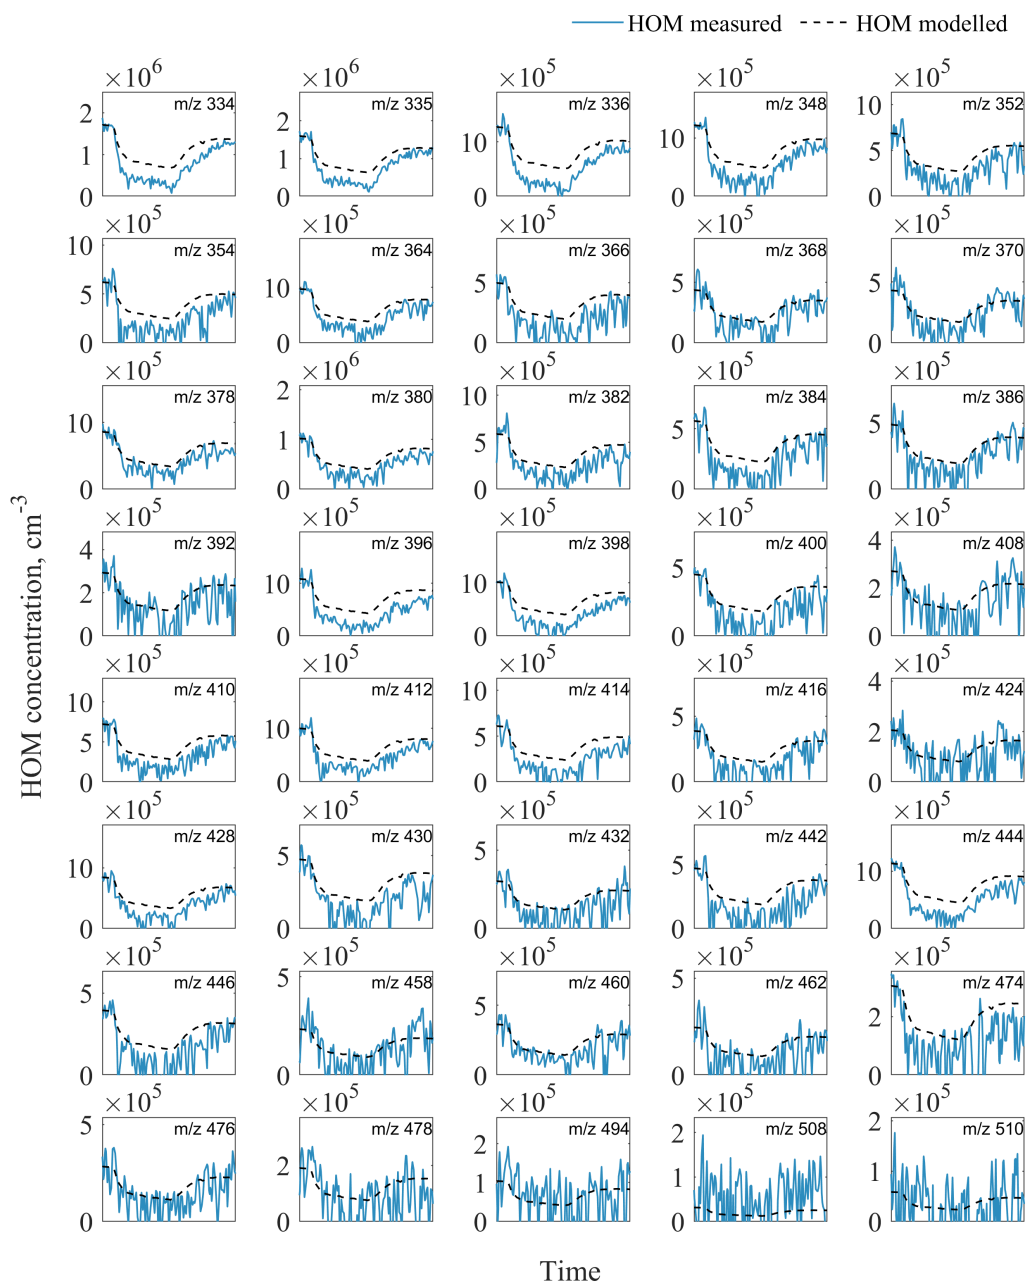 HOM measured HOM modelled
×10^6 ×10^6 ×10^5 ×10^5 ×10^5
m/z 334 m/z 335 m/z 336 m/z 348 m/z 352
2 2 10 10 10
1 1 5
0 0 0 0 0
×10^5 ×10^5 ×10^5 ×10^5 ×10^5
m/z 354 m/z 364 m/z 366 m/z 368 m/z 370
10 10 5 5 5
5
0 0 0 0 0
×10^5 ×10^6 ×10^5 ×10^5 ×10^5
m/z 378 m/z 380 m/z 382 m/z 384 m/z 386
10 2 10 5 5
1 5
0 0 0 0 0
×10^5 ×10^5 ×10^5 ×10^5 ×10^5
m/z 392 m/z 396 m/z 398 m/z 400 m/z 408
4 10 10 5 4
2 2
0 0 0 0 0
HOM concentration, cm^-3
×10^5 ×10^5 ×10^5 ×10^5 ×10^5
m/z 410 m/z 412 m/z 414 m/z 416 m/z 424
10 10 10 5 4
5 5 2
0 0 0 0 0
×10^5 ×10^5 ×10^5 ×10^5 ×10^5
m/z 428 m/z 430 m/z 432 m/z 442 m/z 444
10 5 5 5 10
0 0 0 0 0
×10^5 ×10^5 ×10^5 ×10^5 ×10^5
m/z 446 m/z 458 m/z 460 m/z 462 m/z 474
5 5 5 5 2
0 0 0 0 0
×10^5 ×10^5 ×10^5 ×10^5 ×10^5
m/z 476 m/z 478 m/z 494 m/z 508 m/z 510
5 2 2 2 2
1 1 1
0 0 0 0 0
Time